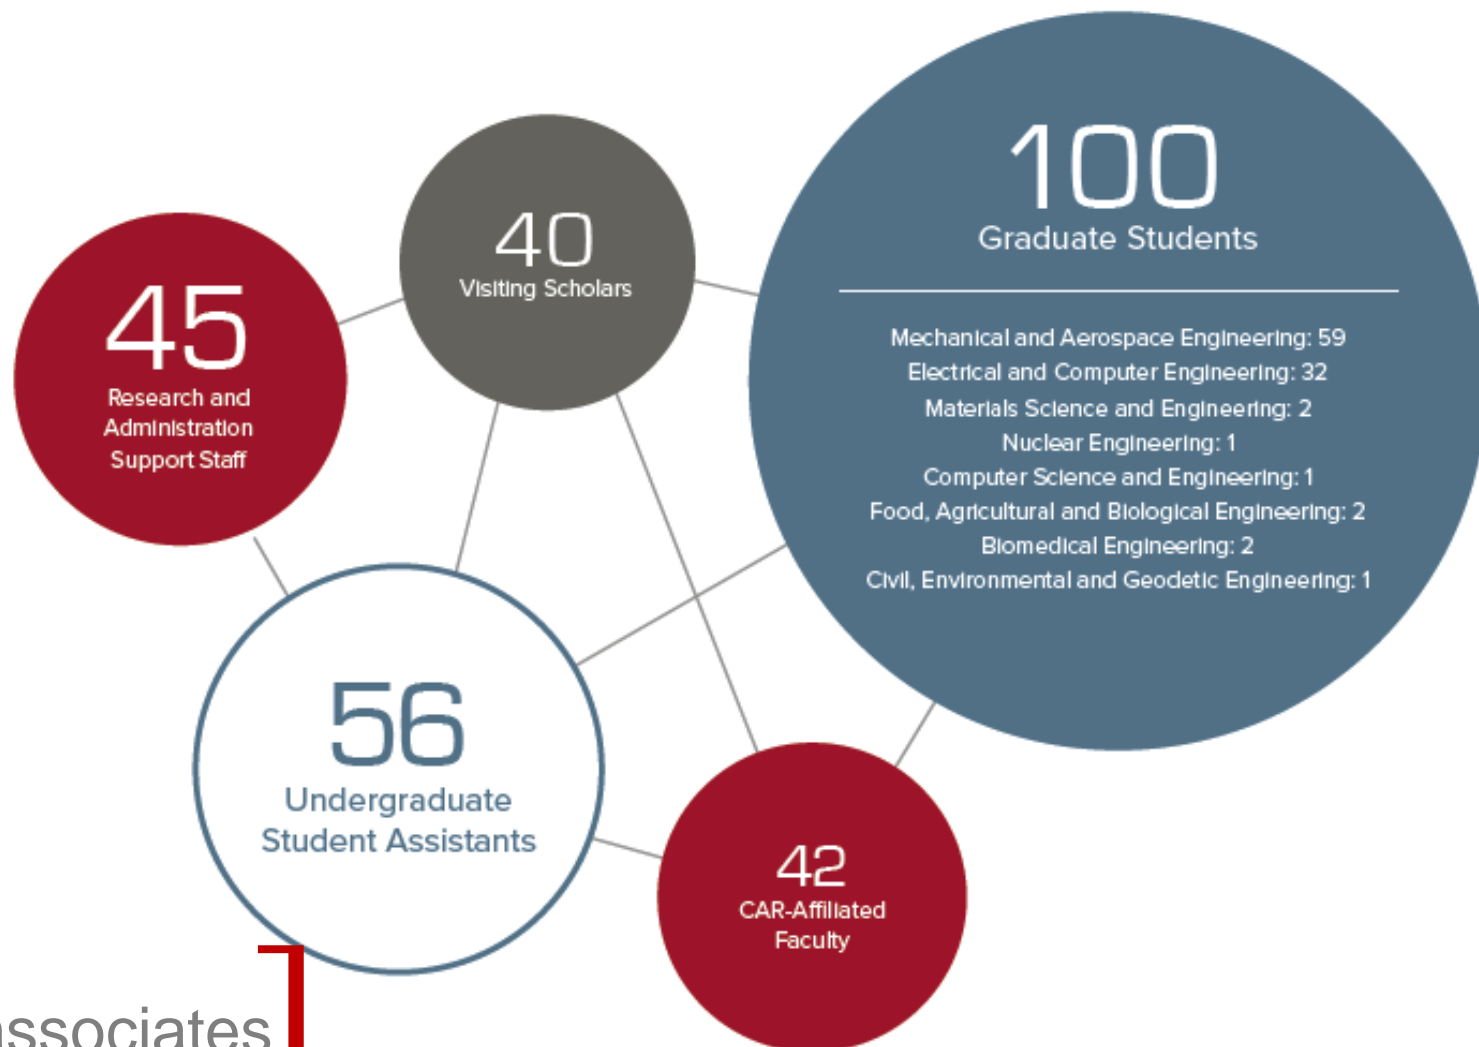 100
Graduate Students
Mechanical and Aerospace Engineering: 59
Electrical and Computer Engineering: 32
Materials Science and Engineering: 2
Nuclear Engineering: 1
Computer Science and Engineering: 1
Food, Agricultural and Biological Engineering: 2
Biomedical Engineering: 2
Civil, Environmental and Geodetic Engineering: 1
40
Visiting Scholars
45
Research and
Administration
Support Staff
56
Undergraduate
Student Assistants
42
CAR-Affiliated
Faculty
associates